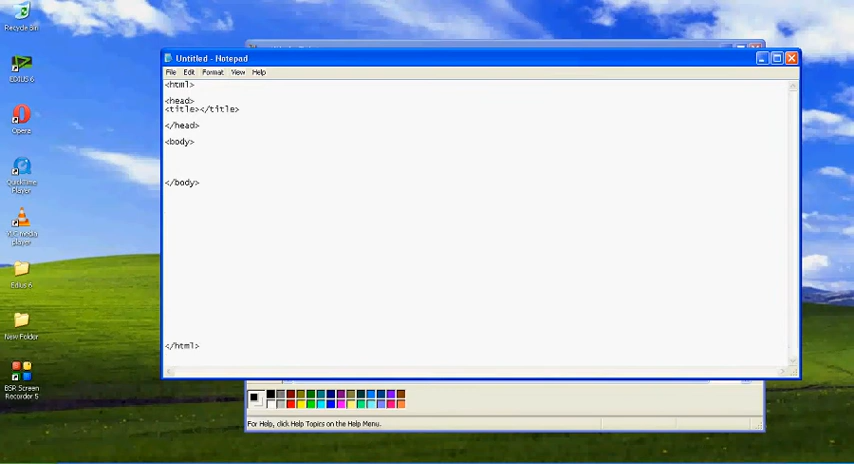 Recycle Bin
EDIUS 6
Opera
QuickTime
Player
VLC media
player
Edius 6
New Folder
BSR Screen
Recorder 5
Untitled - Notepad
File Edit Format View Help
<html>
<head>
<title></title>
</head>
<body>
</body>
</html>
For Help, click Help Topics on the Help Menu.